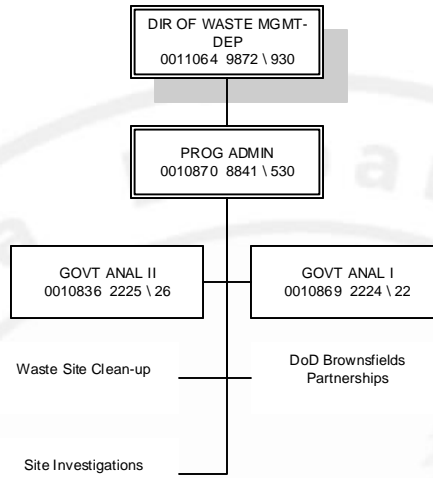 DIR OF WASTE MGMT-
DEP
0011064 9872 \ 930
PROG ADMIN
0010870 8841 \ 530
GOVT ANAL II
0010836 2225 \ 26
GOVT ANAL I
0010869 2224 \ 22
Waste Site Clean-up
DoD Brownsfields
Partnerships
Site Investigations